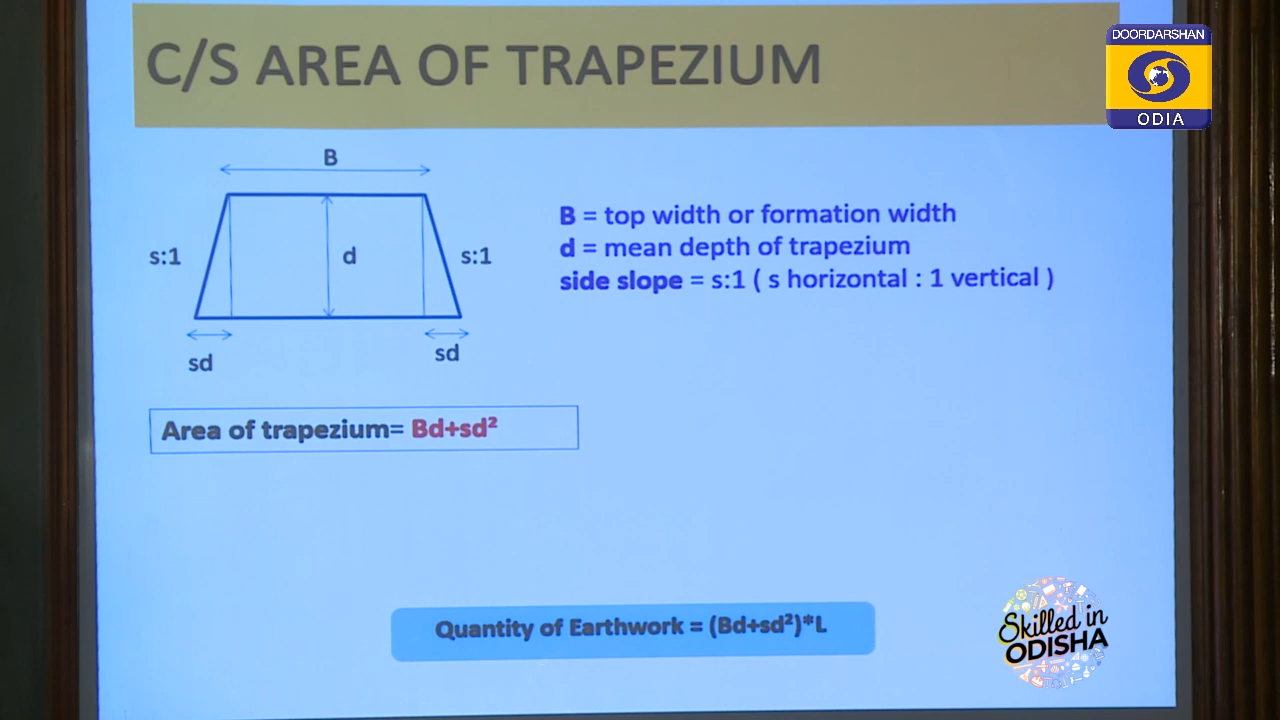 C/S AREA OF TRAPEZIUM
DOORDARSHAN
ODIA
B
s:1
d
s:1
sd
sd
B = top width or formation width
d = mean depth of trapezium
side slope = s:1 ( s horizontal : 1 vertical )
Area of trapezium= Bd+sd²
Quantity of Earthwork = (Bd+sd²)*L
Skilled in
ODISHA